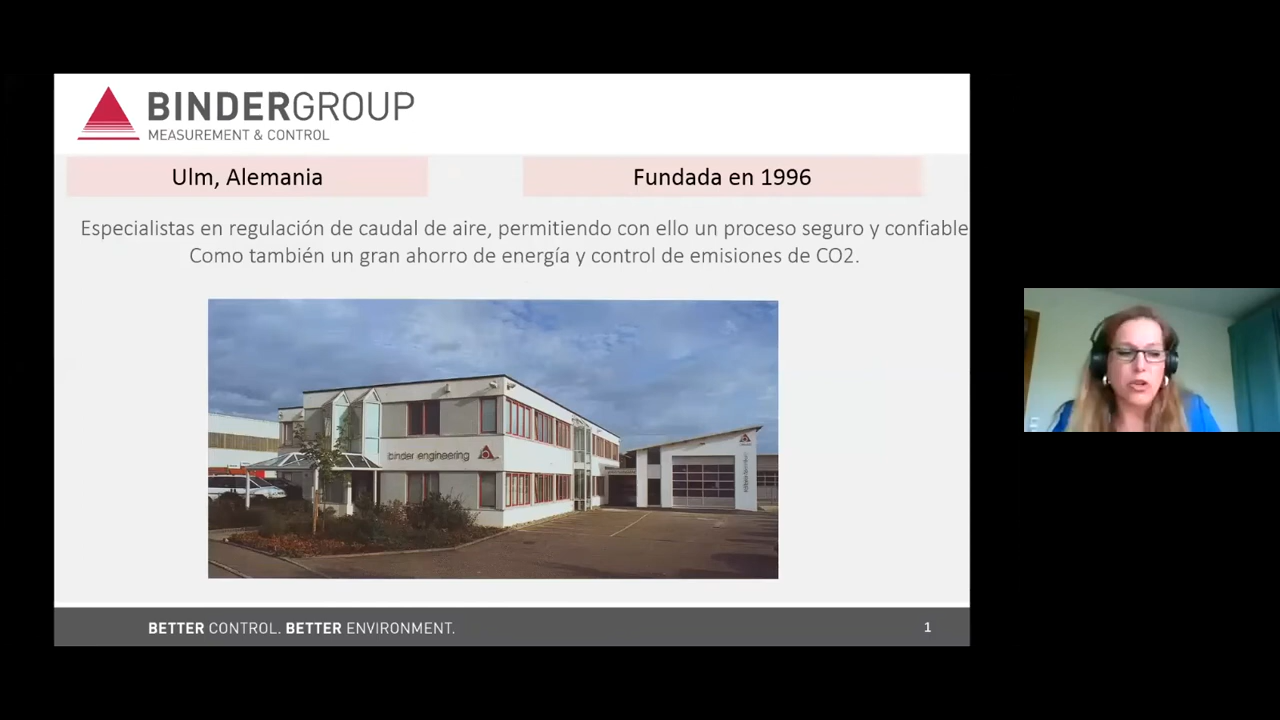 BINDERGROUP
MEASUREMENT & CONTROL
Ulm, Alemania
Fundada en 1996
Especialistas en regulación de caudal de aire, permitiendo con ello un proceso seguro y confiable
Como también un gran ahorro de energía y control de emisiones de CO2.
binder engineering
BETTER CONTROL. BETTER ENVIRONMENT.
1